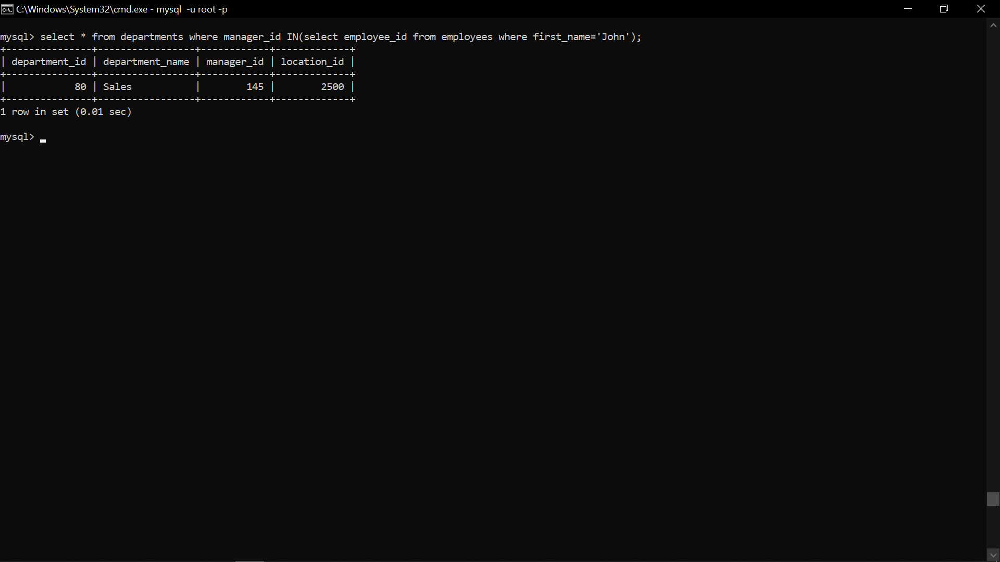 C:\Windows\System32\cmd.exe - mysql  -u root -p
mysql> select * from departments where manager_id IN(select employee_id from employees where first_name='John');
+---------------+-----------------+------------+-------------+
| department_id | department_name | manager_id | location_id |
+---------------+-----------------+------------+-------------+
|            80 | Sales           |        145 |        2500 |
+---------------+-----------------+------------+-------------+
1 row in set (0.01 sec)
mysql>